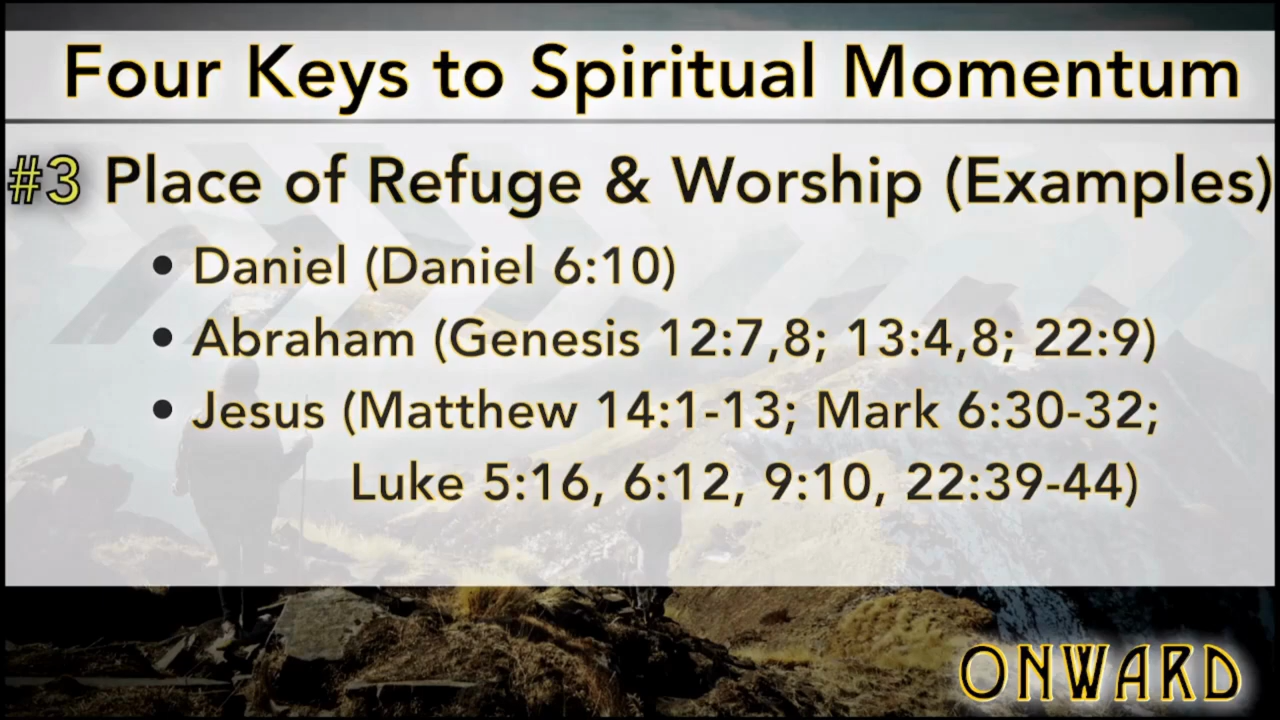 Four Keys to Spiritual Momentum
#3 Place of Refuge & Worship (Examples)
• Daniel (Daniel 6:10)
• Abraham (Genesis 12:7,8; 13:4,8; 22:9)
• Jesus (Matthew 14:1-13; Mark 6:30-32;
Luke 5:16, 6:12, 9:10, 22:39-44)
ONWARD